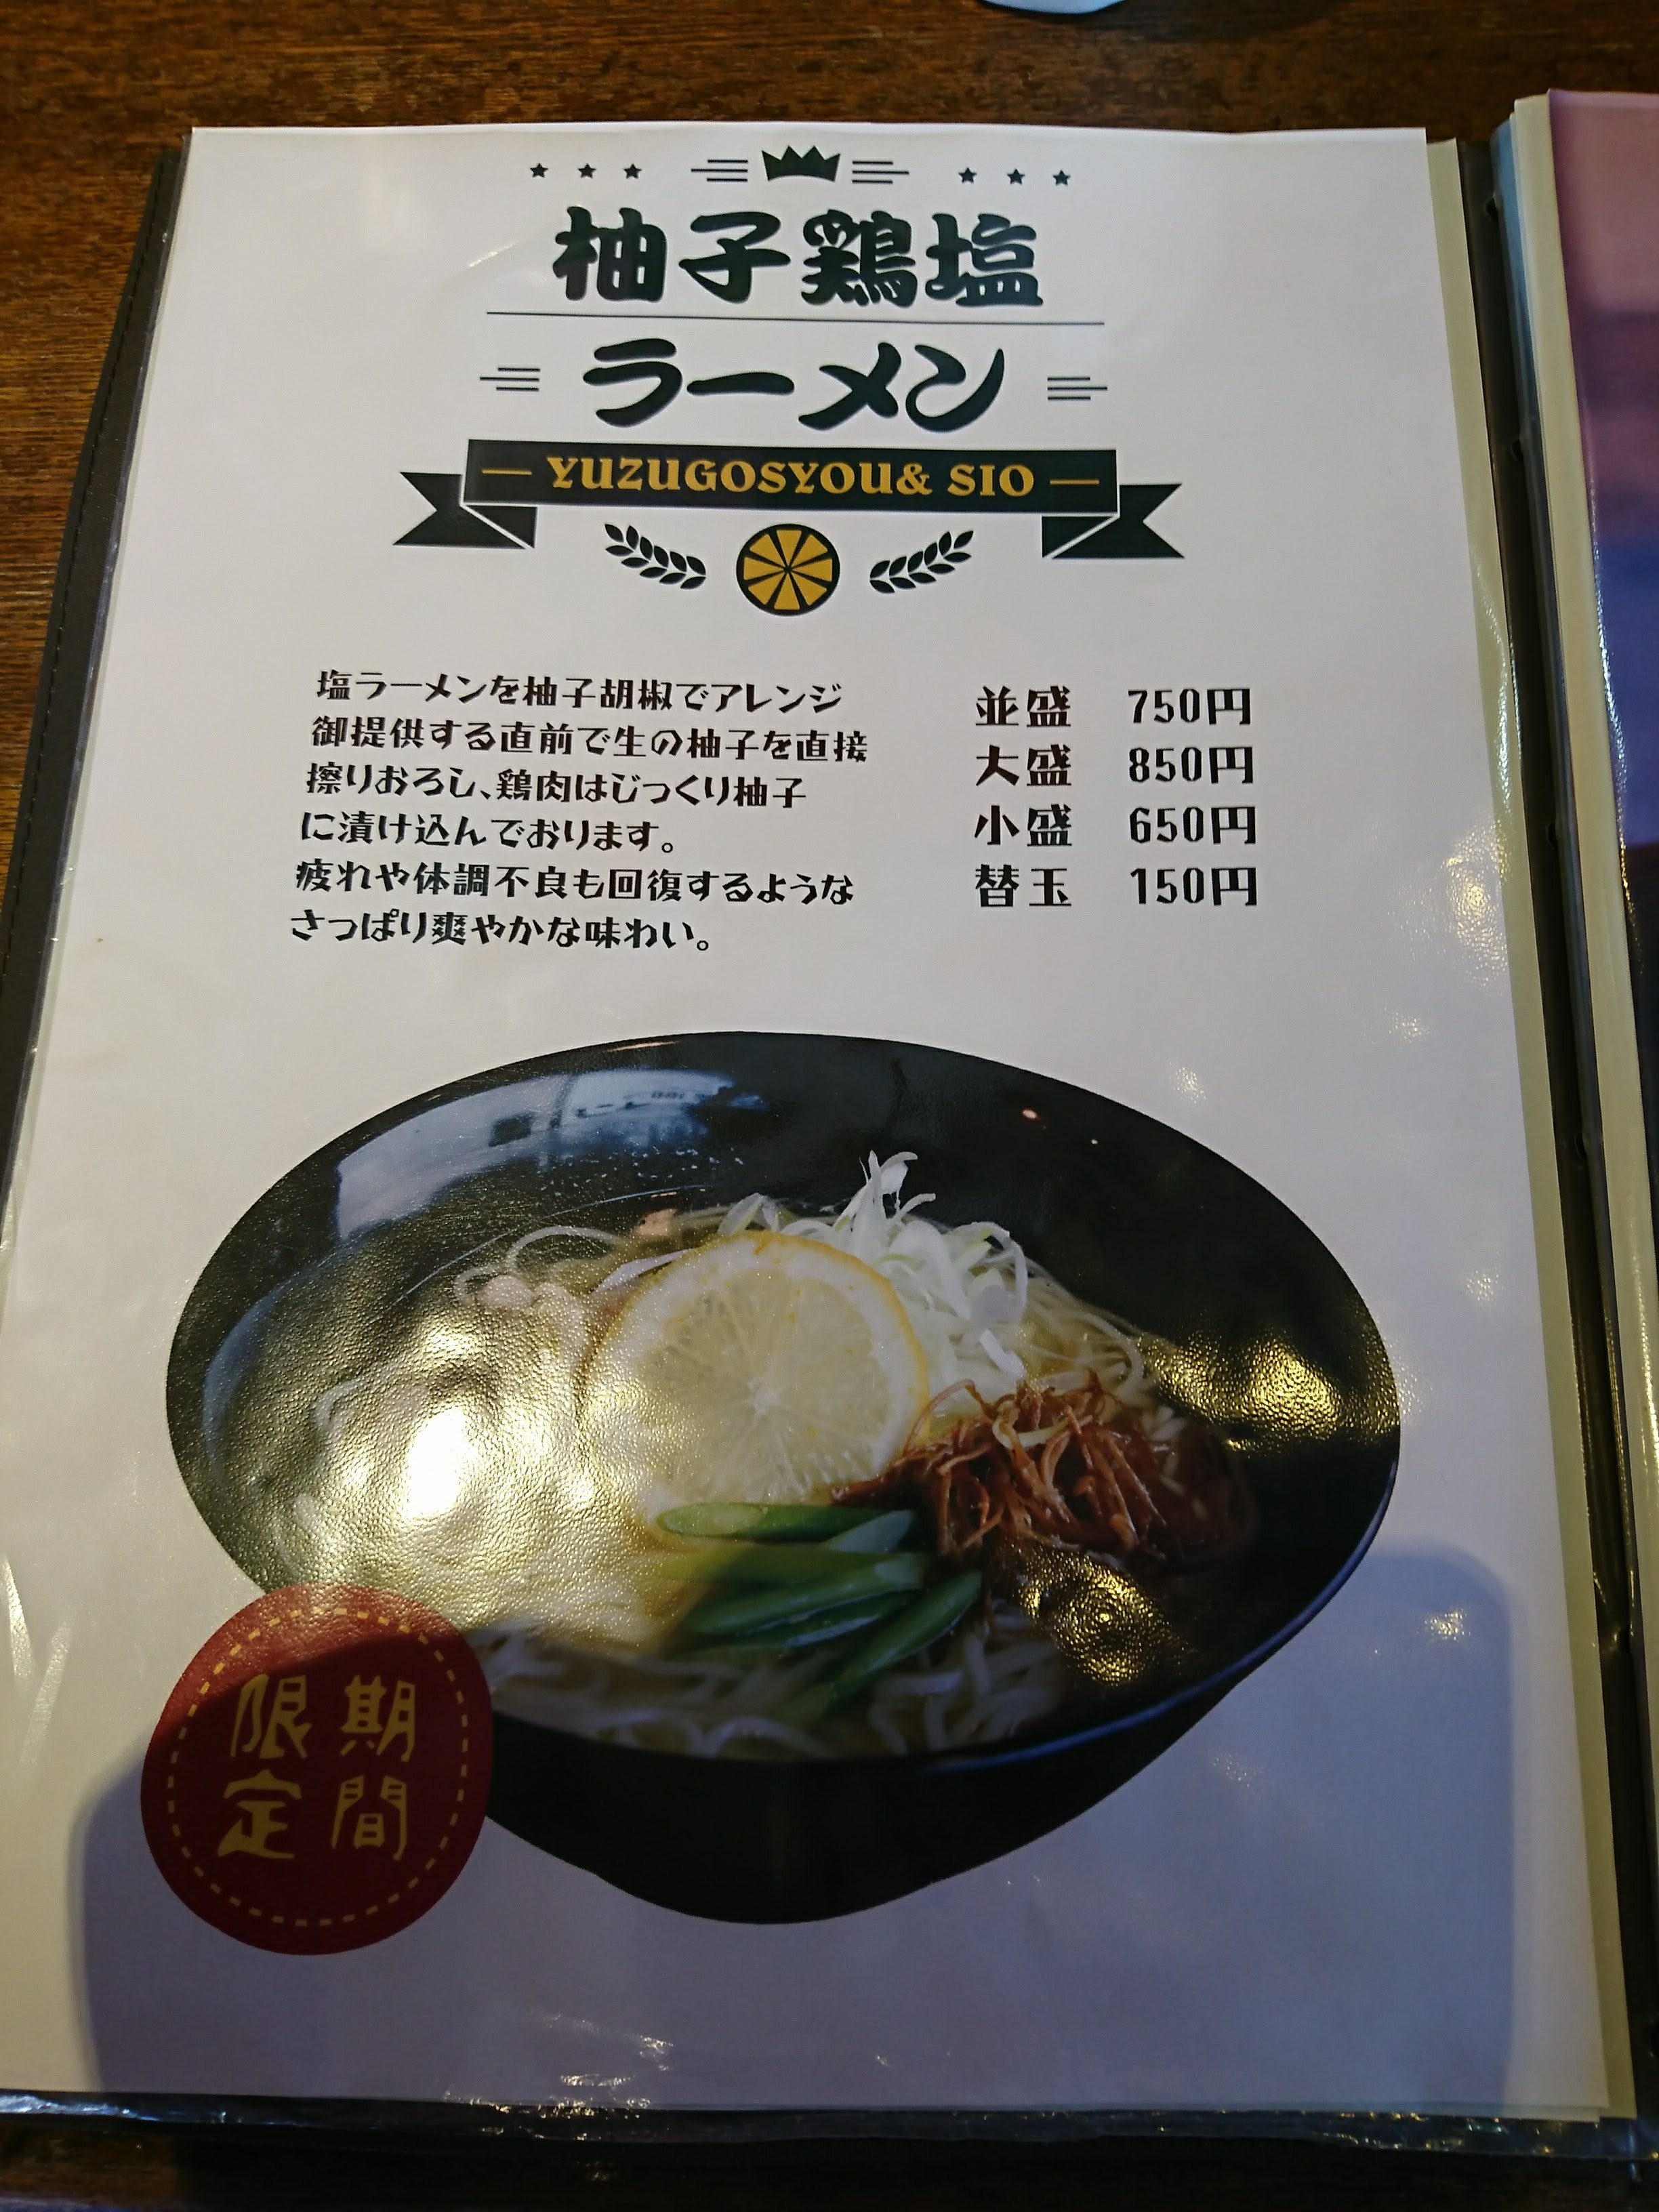 柚子鶏塩
ラーメン
YUZUGOSYOU& SIO
塩ラーメンを柚子胡椒でアレンジ
御提供する直前で生の柚子を直接
擦りおろし、鶏肉はじっくり柚子
に漬け込んでおります。
疲れや体調不良も回復するような
さっぱり爽やかな味わい。
並盛 750円
大盛 850円
小盛 650円
替玉 150円
期間
限定